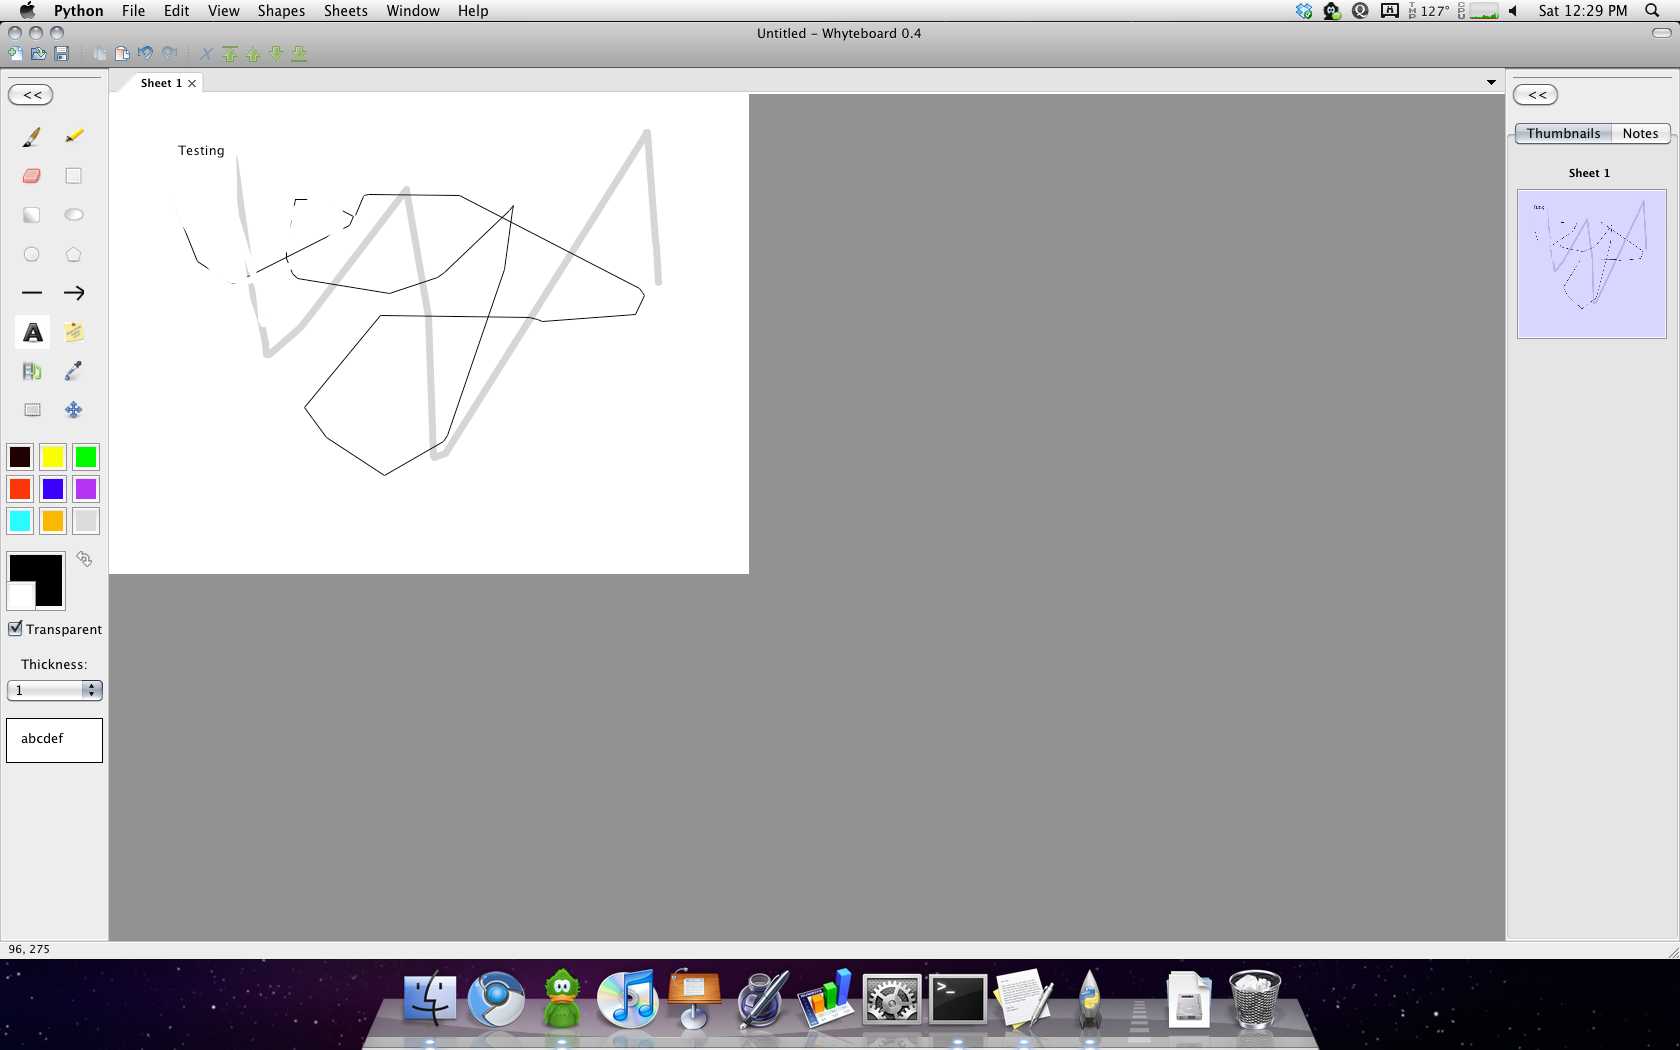 Python File Edit View Shapes Sheets Window Help
127° Sat 12:29 PM
Untitled - Whyteboard 0.4
Sheet 1
<<
<<
Thumbnails Notes
Sheet 1
Testing
Transparent
Thickness:
1
abcdef
96, 275